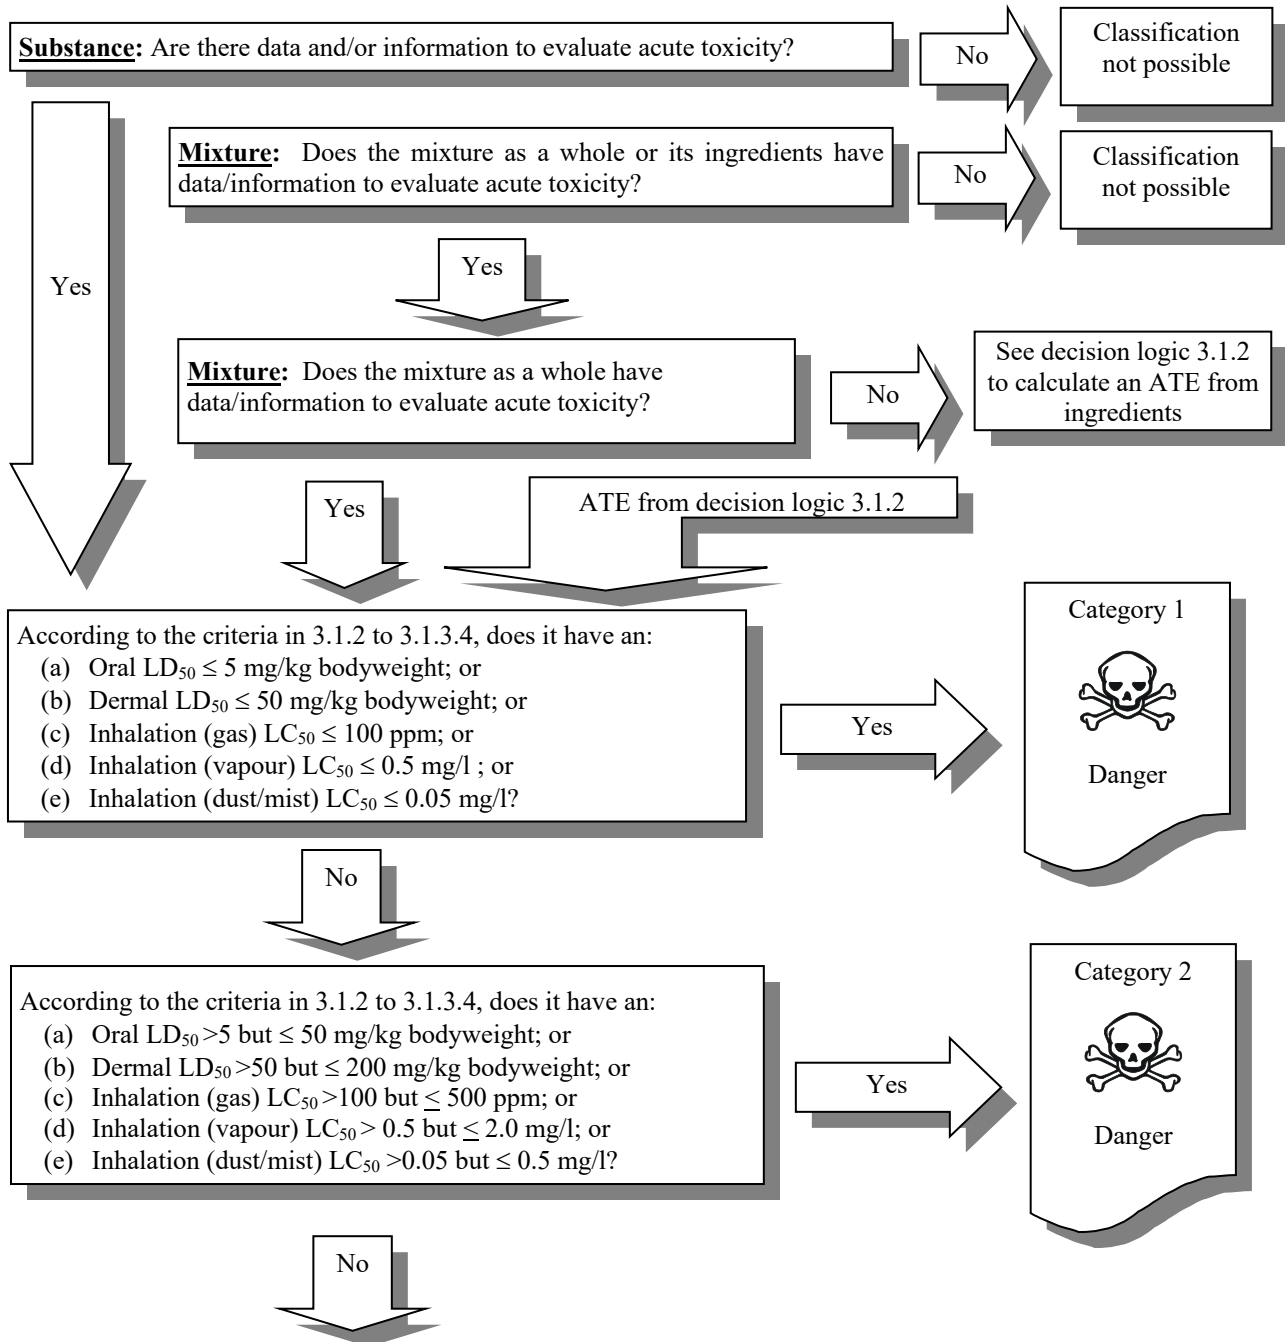 Substance: Are there data and/or information to evaluate acute toxicity?
No
Classification
not possible
Mixture: Does the mixture as a whole or its ingredients have
data/information to evaluate acute toxicity?
No
Classification
not possible
Yes
Yes
Mixture: Does the mixture as a whole have
data/information to evaluate acute toxicity?
No
See decision logic 3.1.2
to calculate an ATE from
ingredients
Yes
ATE from decision logic 3.1.2
According to the criteria in 3.1.2 to 3.1.3.4, does it have an:
(a) Oral LD50 ≤ 5 mg/kg bodyweight; or
(b) Dermal LD50 ≤ 50 mg/kg bodyweight; or
(c) Inhalation (gas) LC50 ≤ 100 ppm; or
(d) Inhalation (vapour) LC50 ≤ 0.5 mg/l ; or
(e) Inhalation (dust/mist) LC50 ≤ 0.05 mg/l?
Yes
Category 1
Danger
No
According to the criteria in 3.1.2 to 3.1.3.4, does it have an:
(a) Oral LD50 >5 but ≤ 50 mg/kg bodyweight; or
(b) Dermal LD50 >50 but ≤ 200 mg/kg bodyweight; or
(c) Inhalation (gas) LC50 >100 but ≤ 500 ppm; or
(d) Inhalation (vapour) LC50 > 0.5 but ≤ 2.0 mg/l; or
(e) Inhalation (dust/mist) LC50 >0.05 but ≤ 0.5 mg/l?
Yes
Category 2
Danger
No